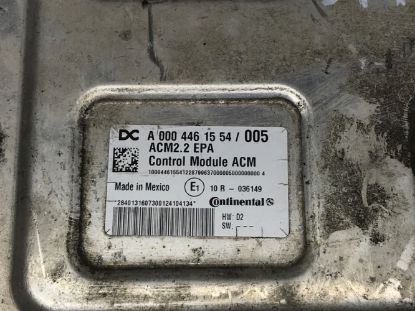 DC A 000 446 15 54 / 005
ACM2.2 EPA
Control Module ACM
Made in Mexico E1 10 R - 036149
Continental
HW: D2
SW: ---